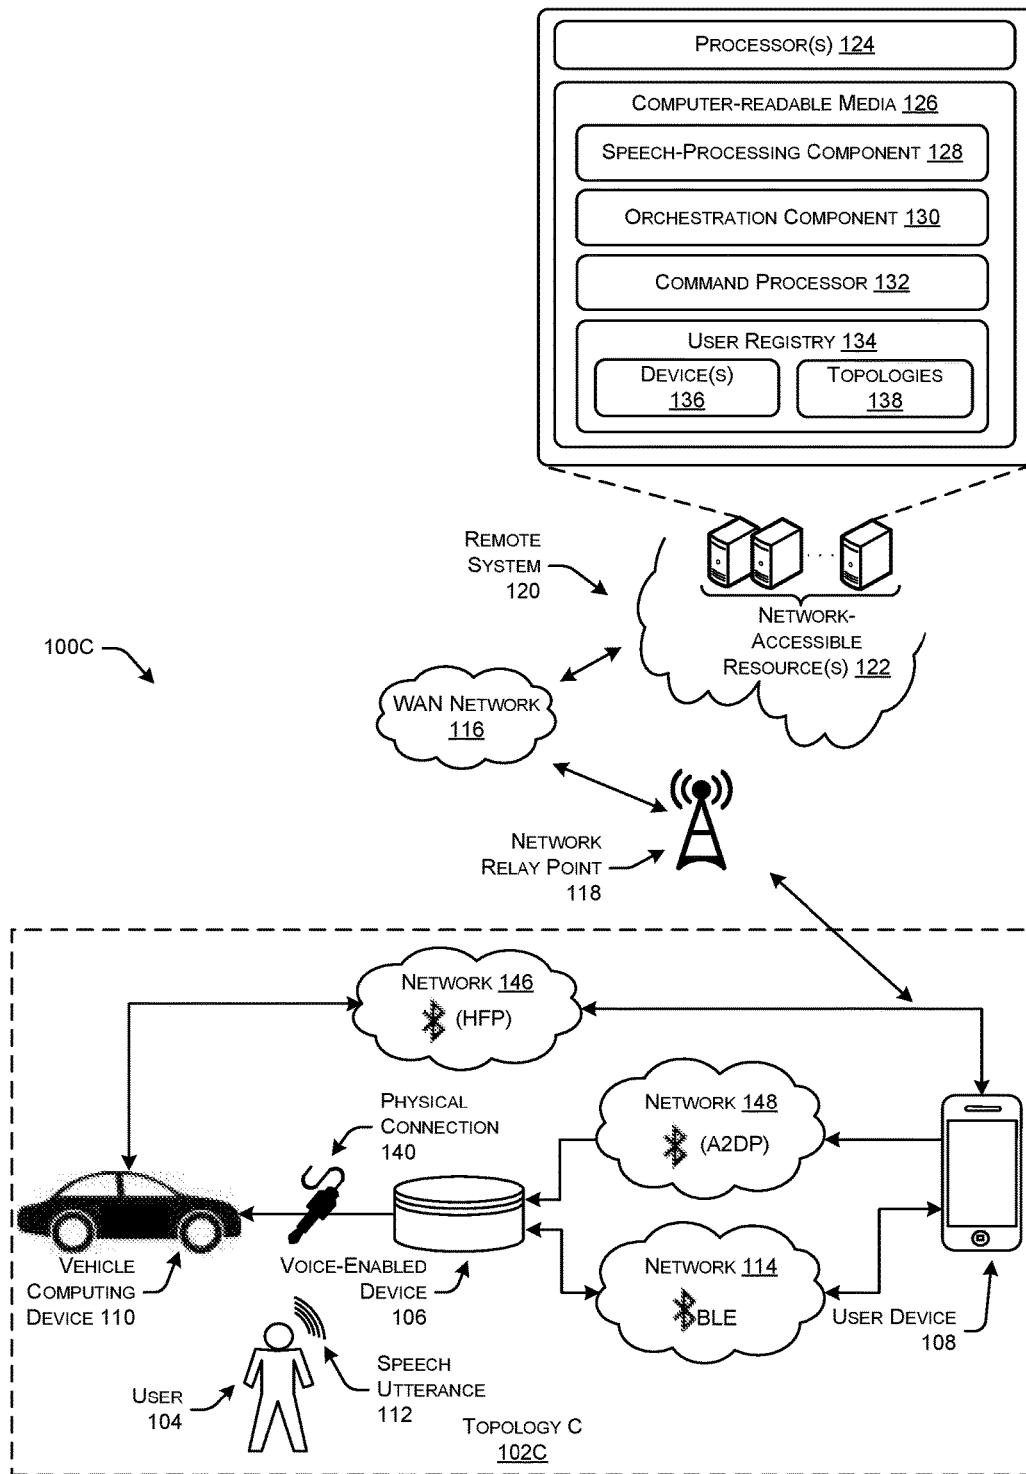 PROCESSOR(S) 124
COMPUTER-READABLE MEDIA 126
SPEECH-PROCESSING COMPONENT 128
ORCHESTRATION COMPONENT 130
COMMAND PROCESSOR 132
USER REGISTRY 134
DEVICE(S)
136
TOPOLOGIES
138
REMOTE
SYSTEM
120
NETWORK-
ACCESSIBLE
RESOURCE(S) 122
100C
WAN NETWORK
116
NETWORK
RELAY POINT
118
NETWORK 146
(HFP)
PHYSICAL
CONNECTION
140
NETWORK 148
(A2DP)
VEHICLE
COMPUTING
DEVICE 110
VOICE-ENABLED
DEVICE
106
NETWORK 114
BLE
USER DEVICE
108
USER
104
SPEECH
UTTERANCE
112
TOPOLOGY C
102C